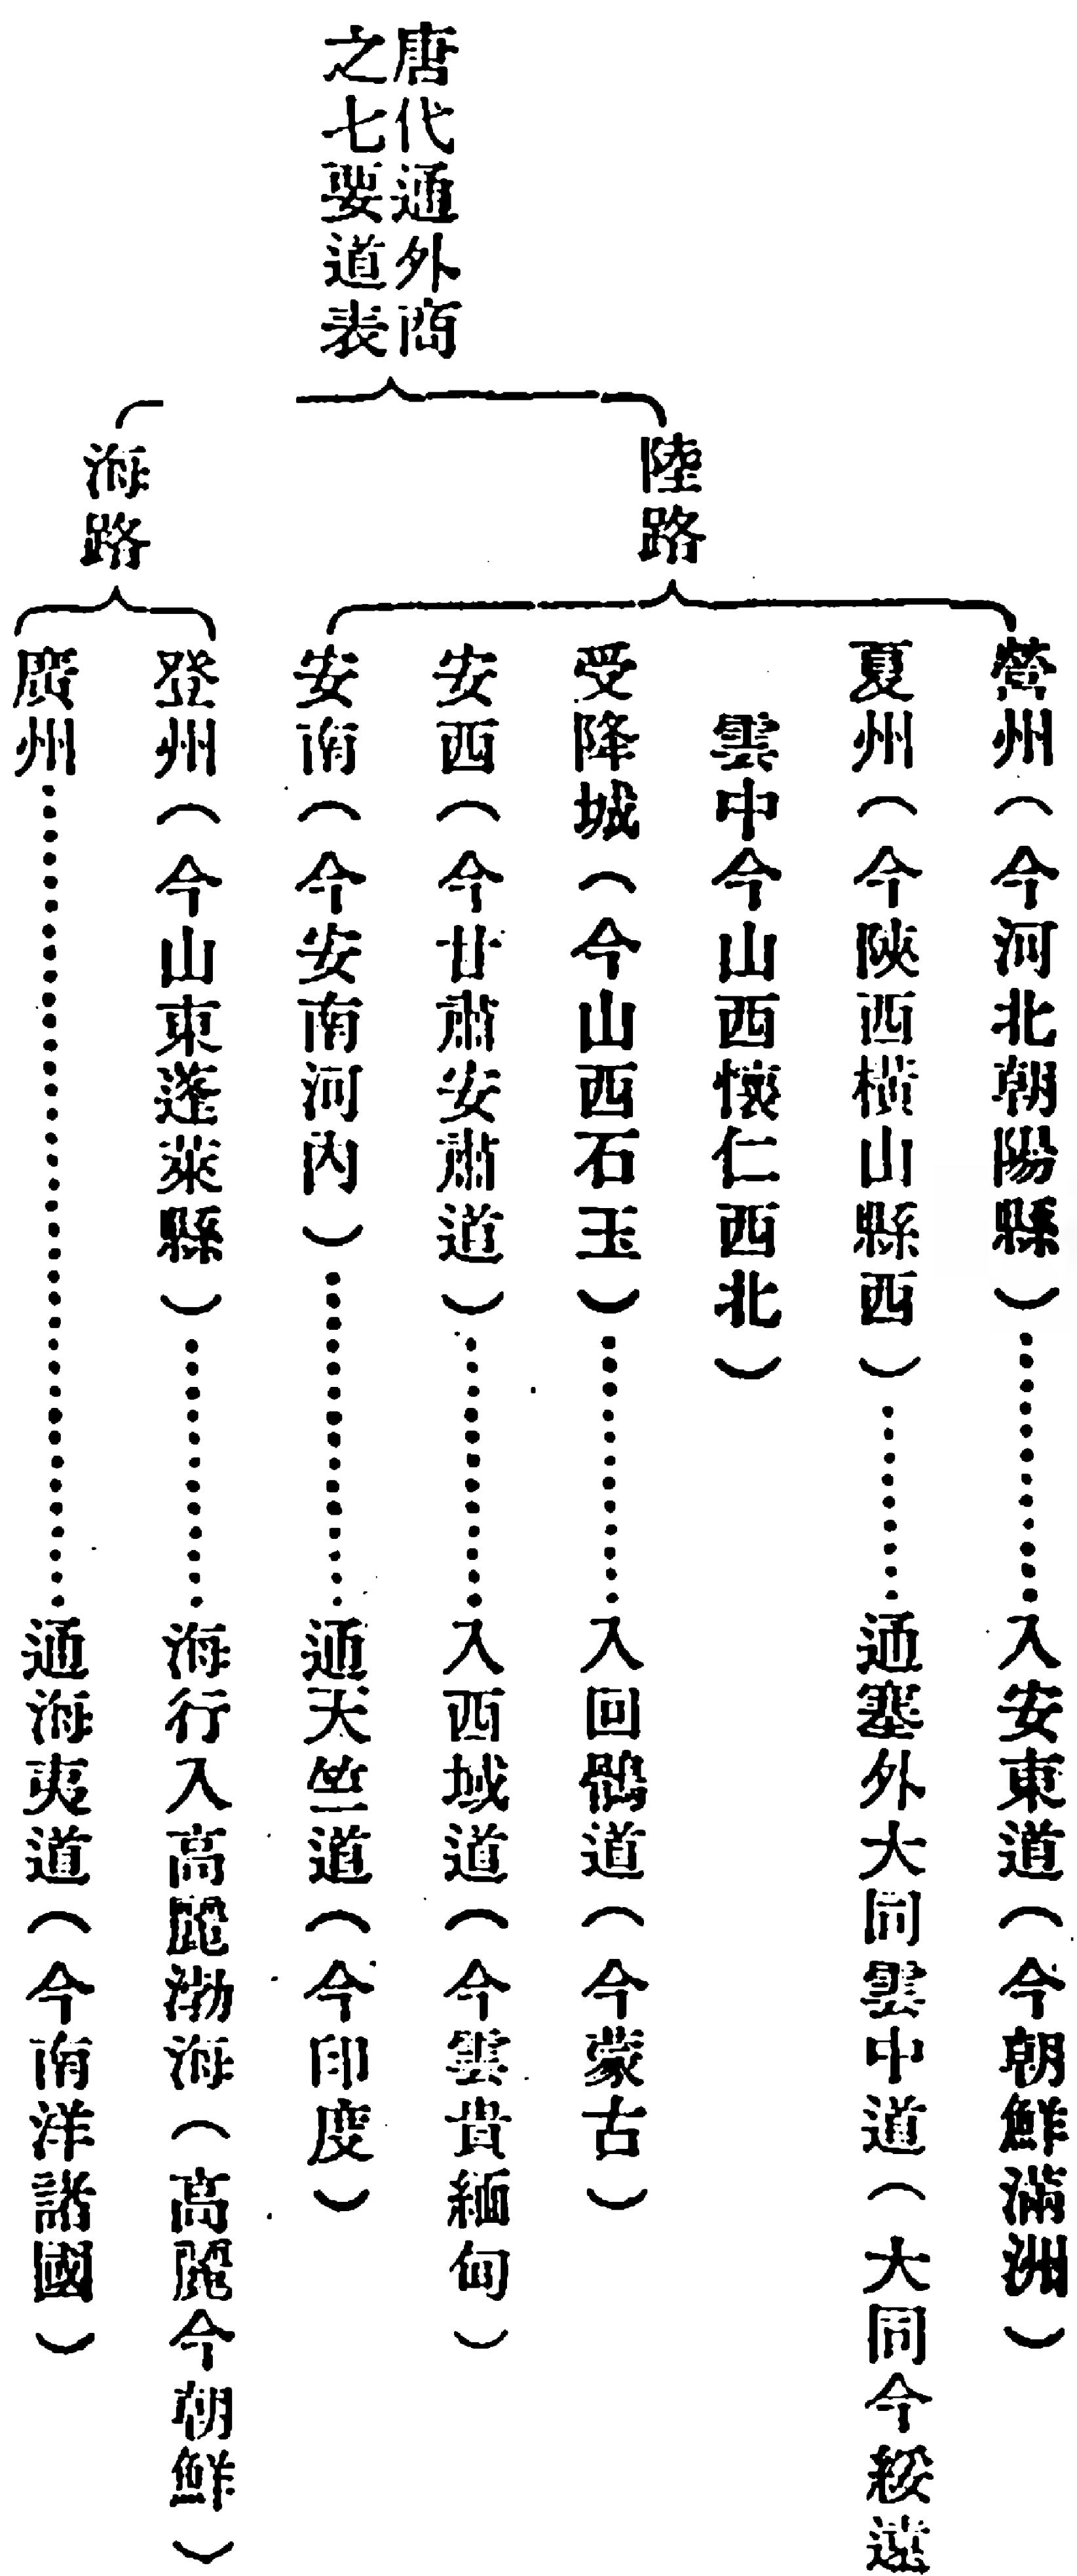 唐代通外商
之七要道表
陸路
營州（今河北朝陽縣）……入安東道（今朝鮮滿洲）
夏州（今陝西橫山縣西）……通塞外大同雲中道（大同今綏遠
雲中今山西懷仁西北）
受降城（今山西石玉）……入回鶻道（今蒙古）
安西（今甘肅安肅道）……入西域道（今雲貴緬甸）
安南（今安南河內）……通天竺道（今印度）
海路
登州（今山東蓬萊縣）……海行入高麗渤海（高麗今朝鮮）
廣州……通海夷道（今南洋諸國）